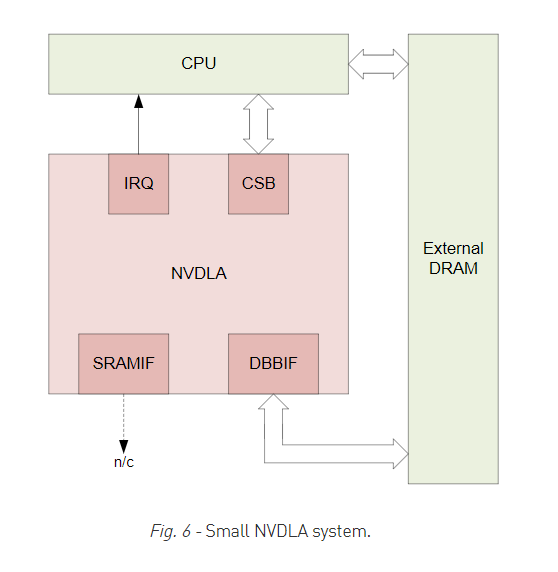 CPU
IRQ
CSB
NVDLA
External
DRAM
SRAMIF
DBBIF
n/c
Fig. 6 - Small NVDLA system.